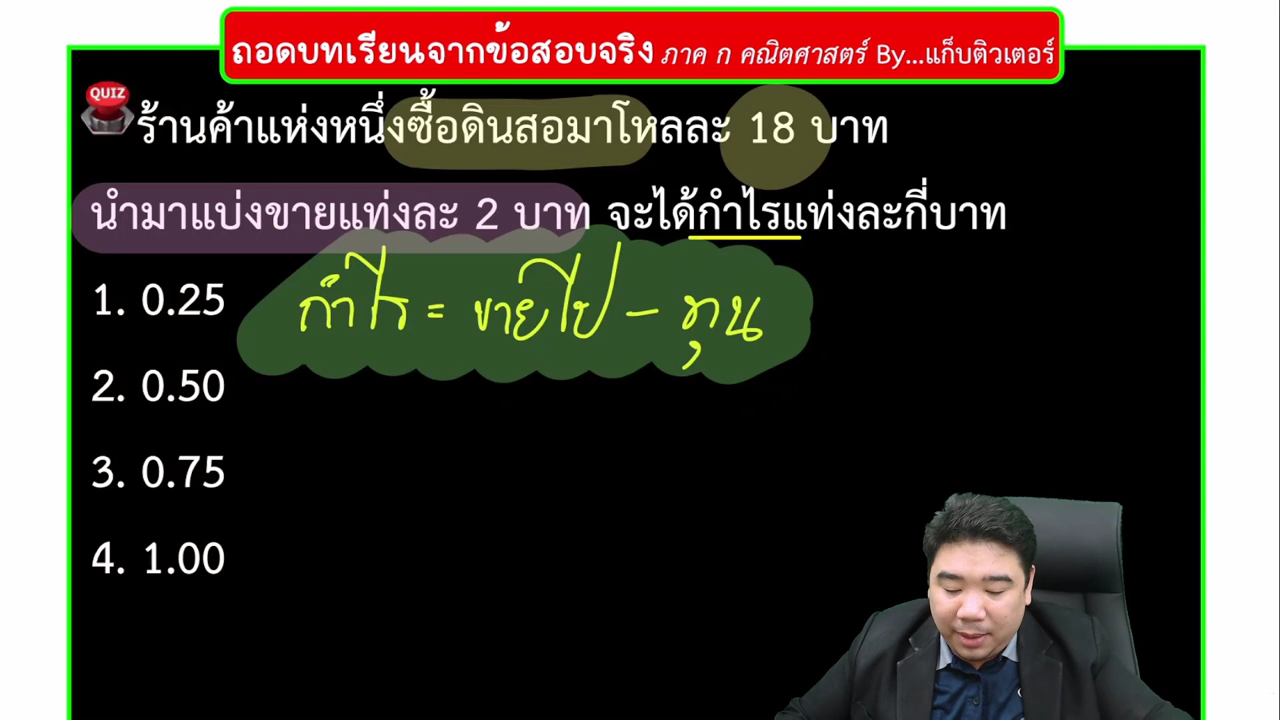 ถอดบทเรียนจากข้อสอบจริง ภาค ก คณิตศาสตร์ By...แก็บติวเตอร์
QUIZ
ร้านค้าแห่งหนึ่งซื้อดินสอมาโหลละ 18 บาท
นำมาแบ่งขายแท่งละ 2 บาท จะได้กำไรแท่งละกี่บาท
1. 0.25
กำไร = ขายไป - ทุน
2. 0.50
3. 0.75
4. 1.00